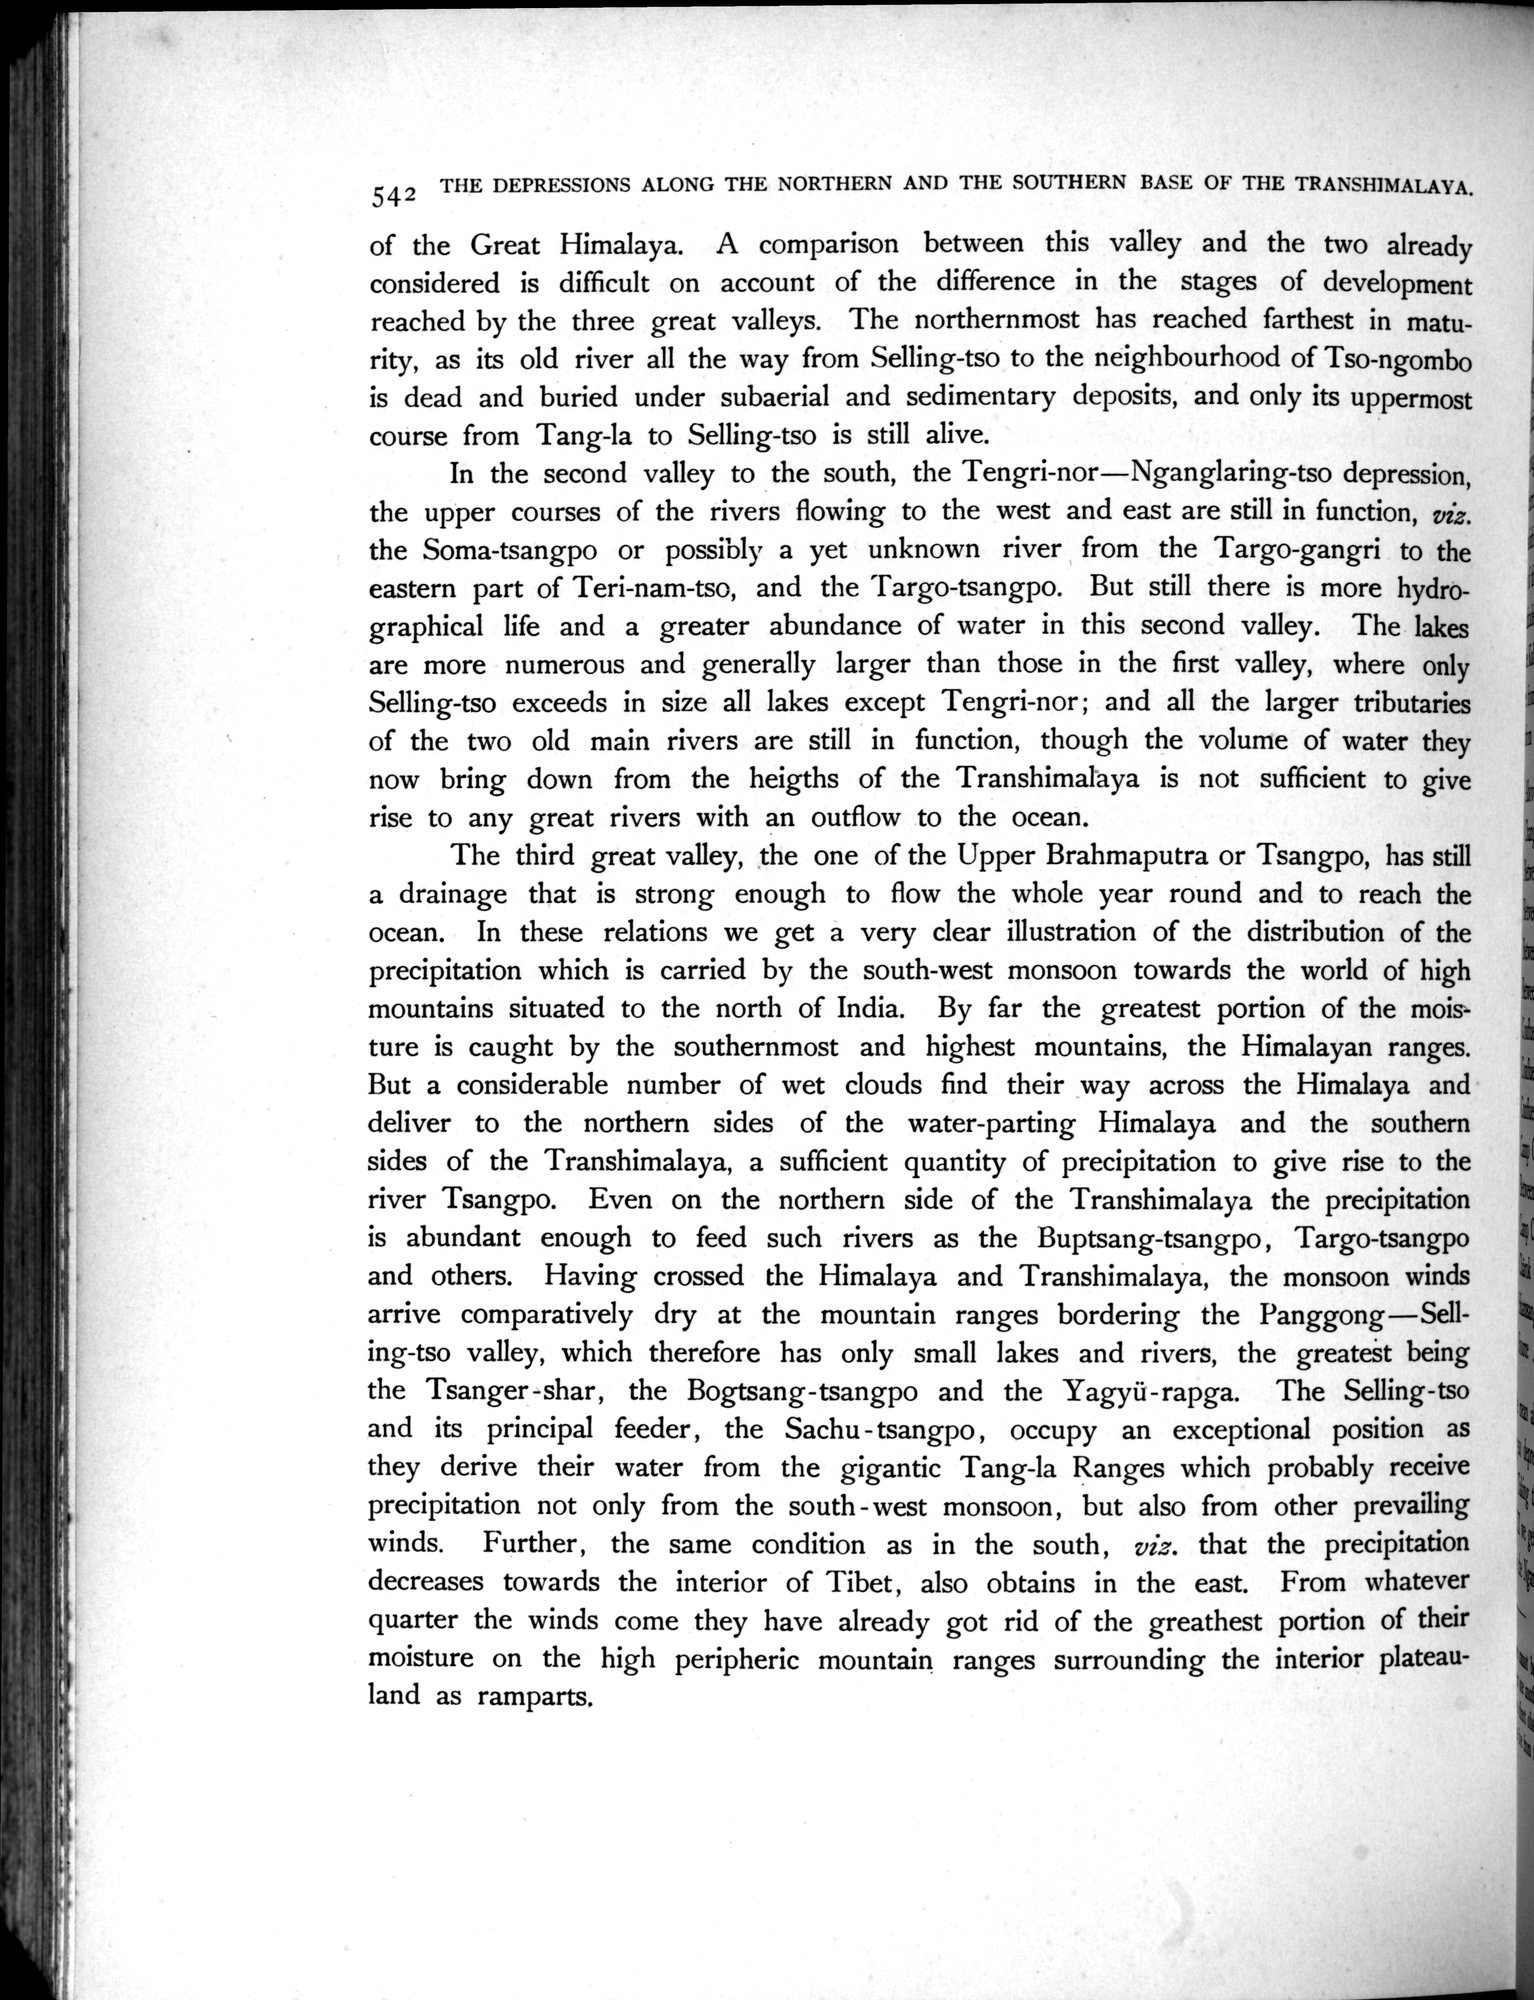 542 THE DEPRESSIONS ALONG THE NORTHERN AND THE SOUTHERN BASE OF THE TRANSHIMALAYA.
of the Great Himalaya. A comparison between this valley and the two already
considered is difficult on account of the difference in the stages of development
reached by the three great valleys. The northernmost has reached farthest in matu-
rity, as its old river all the way from Selling-tso to the neighbourhood of Tso-ngombo
is dead and buried under subaerial and sedimentary deposits, and only its uppermost
course from Tang-la to Selling-tso is still alive.
In the second valley to the south, the Tengri-nor—Nganglaring-tso depression,
the upper courses of the rivers flowing to the west and east are still in function, viz.
the Soma-tsangpo or possibly a yet unknown river from the Targo-gangri to the
eastern part of Teri-nam-tso, and the Targo-tsangpo. But still there is more hydro-
graphical life and a greater abundance of water in this second valley. The lakes
are more numerous and generally larger than those in the first valley, where only
Selling-tso exceeds in size all lakes except Tengri-nor; and all the larger tributaries
of the two old main rivers are still in function, though the volume of water they
now bring down from the heigths of the Transhimalaya is not sufficient to give
rise to any great rivers with an outflow to the ocean.
The third great valley, the one of the Upper Brahmaputra or Tsangpo, has still
a drainage that is strong enough to flow the whole year round and to reach the
ocean. In these relations we get a very clear illustration of the distribution of the
precipitation which is carried by the south-west monsoon towards the world of high
mountains situated to the north of India. By far the greatest portion of the mois-
ture is caught by the southernmost and highest mountains, the Himalayan ranges.
But a considerable number of wet clouds find their way across the Himalaya and
deliver to the northern sides of the water-parting Himalaya and the southern
sides of the Transhimalaya, a sufficient quantity of precipitation to give rise to the
river Tsangpo. Even on the northern side of the Transhimalaya the precipitation
is abundant enough to feed such rivers as the Buptsang-tsangpo, Targo-tsangpo
and others. Having crossed the Himalaya and Transhimalaya, the monsoon winds
arrive comparatively dry at the mountain ranges bordering the Panggong—Sell-
ing-tso valley, which therefore has only small lakes and rivers, the greatest being
the Tsanger-shar, the Bogtsang-tsangpo and the Yagyü-rapga. The Selling-tso
and its principal feeder, the Sachu-tsangpo, occupy an exceptional position as
they derive their water from the gigantic Tang-la Ranges which probably receive
precipitation not only from the south-west monsoon, but also from other prevailing
winds. Further, the same condition as in the south, viz. that the precipitation
decreases towards the interior of Tibet, also obtains in the east. From whatever
quarter the winds come they have already got rid of the greathest portion of their
moisture on the high peripheric mountain ranges surrounding the interior plateau-
land as ramparts.